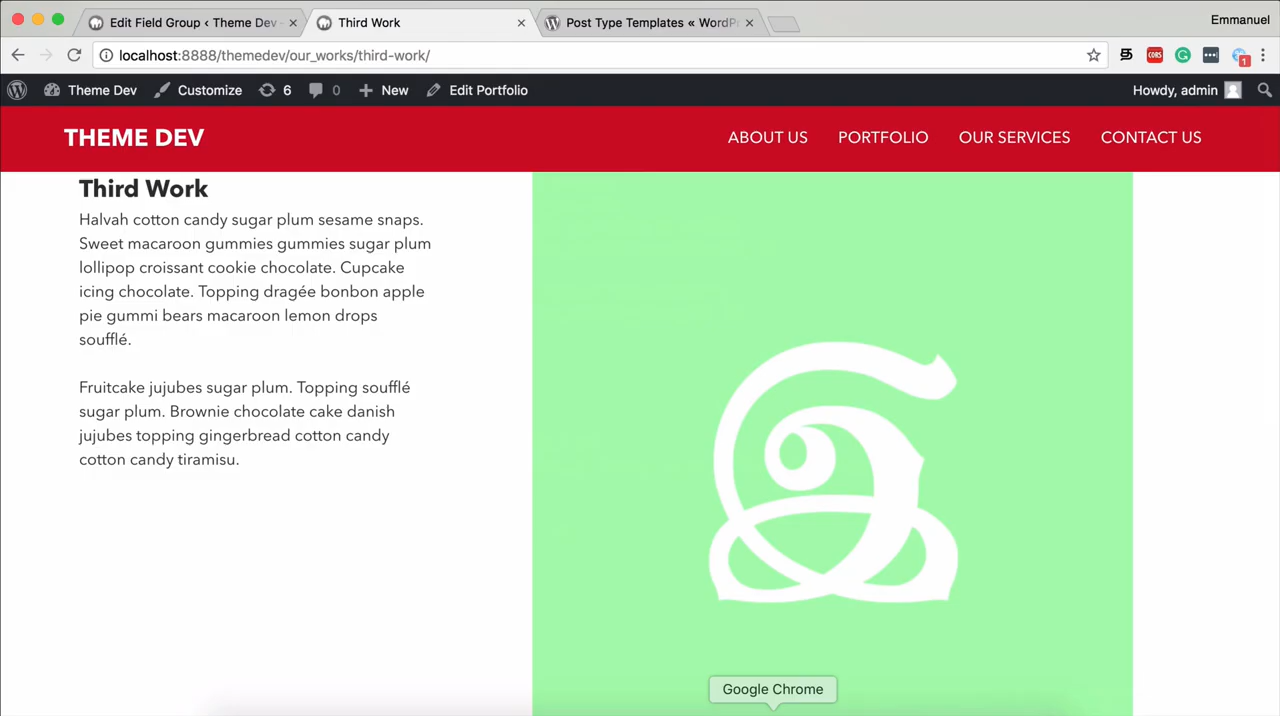 Edit Field Group ‹ Theme Dev -
Third Work
Post Type Templates « WordPr
Emmanuel
localhost:8888/themedev/our_works/third-work/
CORS
1
Theme Dev
Customize
6
0
New
Edit Portfolio
Howdy, admin
THEME DEV
ABOUT US
PORTFOLIO
OUR SERVICES
CONTACT US
Third Work
Halvah cotton candy sugar plum sesame snaps.
Sweet macaroon gummies gummies sugar plum
lollipop croissant cookie chocolate. Cupcake
icing chocolate. Topping dragée bonbon apple
pie gummi bears macaroon lemon drops
soufflé.
Fruitcake jujubes sugar plum. Topping soufflé
sugar plum. Brownie chocolate cake danish
jujubes topping gingerbread cotton candy
cotton candy tiramisu.
Google Chrome